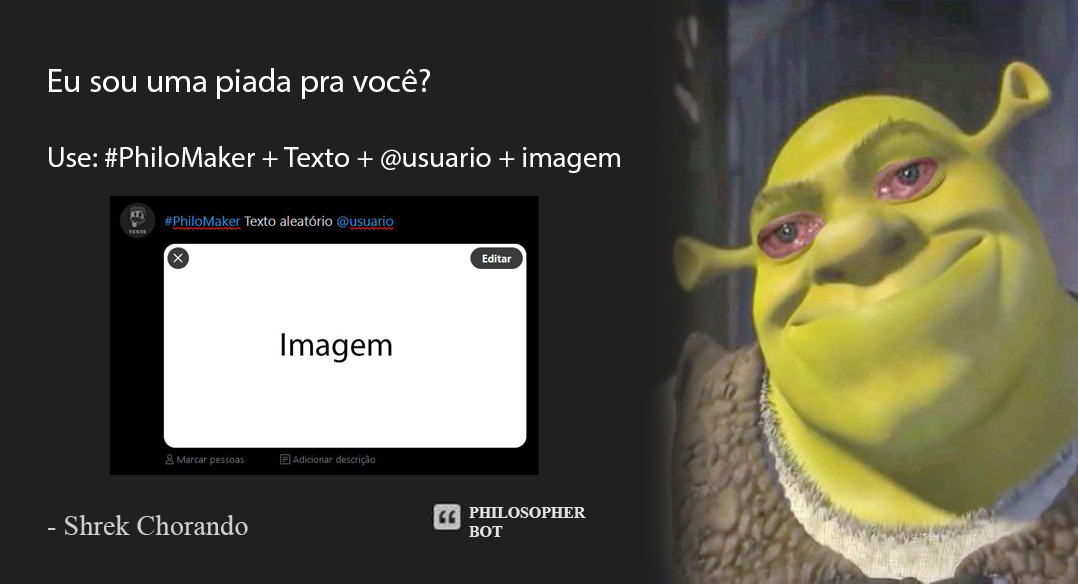 Eu sou uma piada pra você?
Use: #PhiloMaker + Texto + @usuario + imagem
TESTE
#PhiloMaker Texto aleatório @usuario
Editar
Imagem
Marcar pessoas
Adicionar descrição
- Shrek Chorando
PHILOSOPHER
BOT